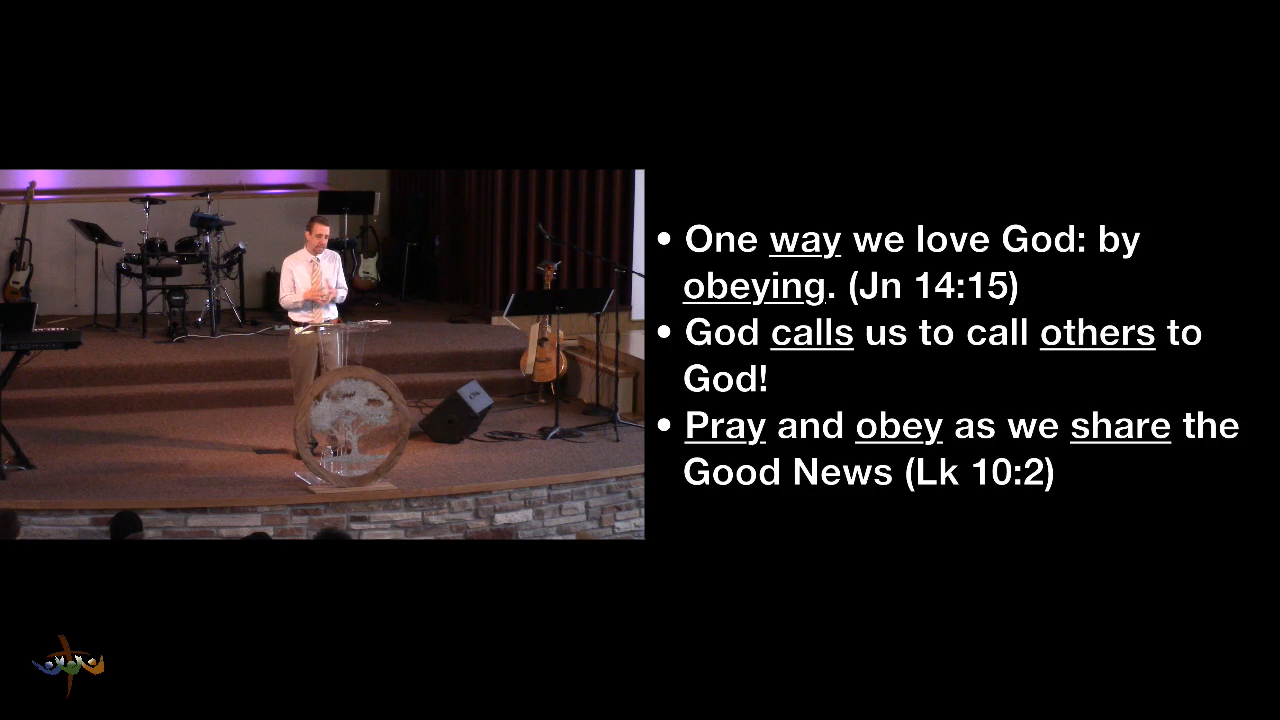 • One way we love God: by
obeying. (Jn 14:15)
• God calls us to call others to
God!
• Pray and obey as we share the
Good News (Lk 10:2)